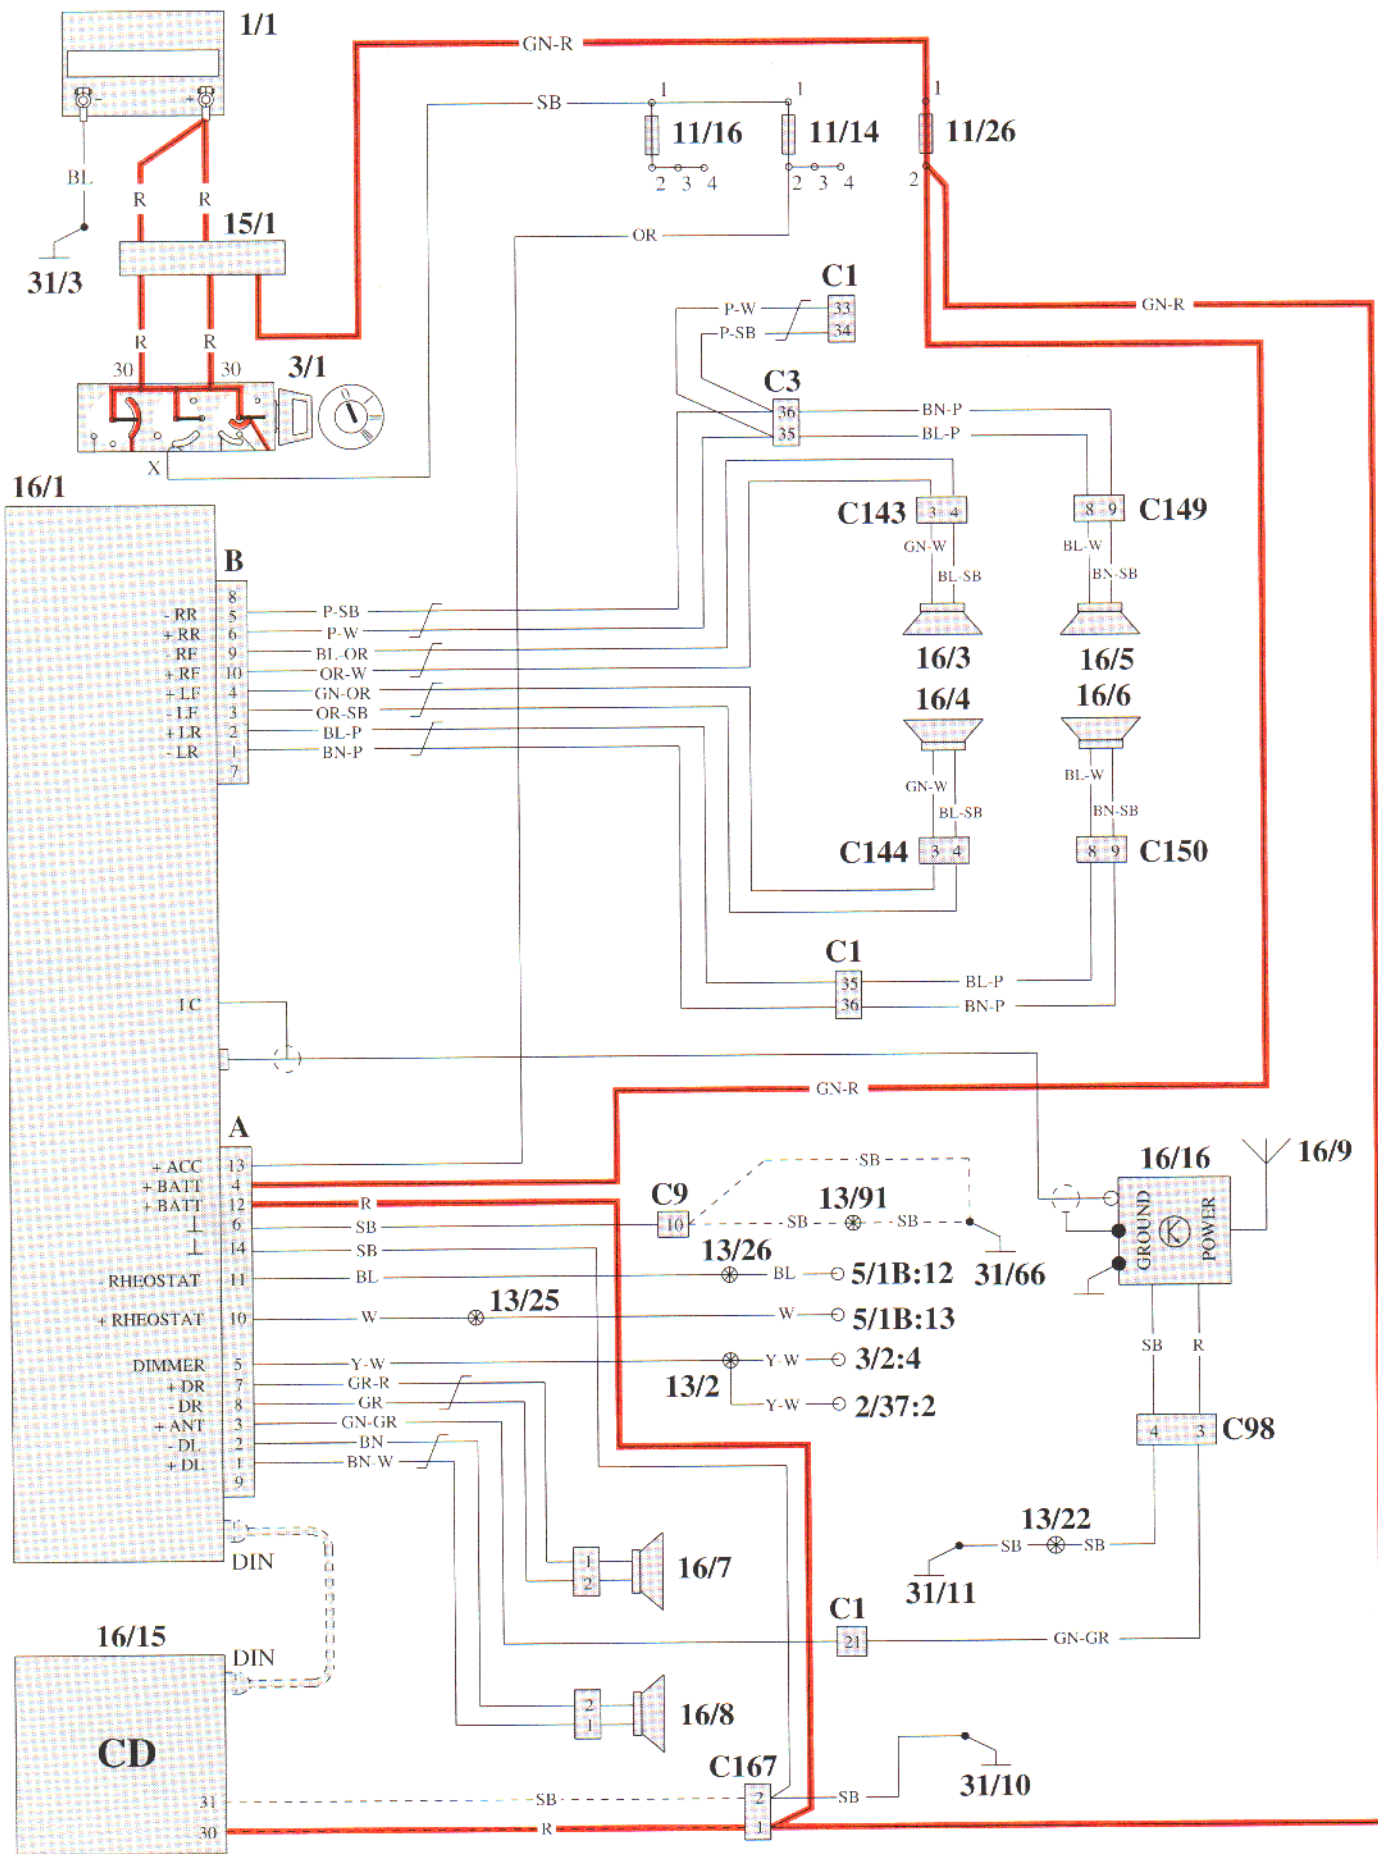 1/1
GN-R
- +
SB
1 1 1
11/16 11/14 11/26
2 3 4 2 3 4 2
BL R R
15/1
OR
31/3
C1
P-W 33
P-SB 34
GN-R
R R
30 30 3/1
0 I II
C3
36 BN-P
35 BL-P
X
16/1
C143 3 4
8 9 C149
GN-W BL-W
BL-SB BN-SB
B
8
- RR 5 P-SB
+ RR 6 P-W
- RF 9 BL-OR
+ RF 10 OR-W
+ LF 4 GN-OR
- LF 3 OR-SB
+ LR 2 BL-P
- LR 1 BN-P
7
16/3 16/5
16/4 16/6
GN-W BL-W
BL-SB BN-SB
C144 3 4
8 9 C150
C1
35 BL-P
36 BN-P
I C
GN-R
A
+ ACC 13
+ BATT 4
+ BATT 12 R
6 SB
14 SB
- RHEOSTAT 11 BL
+ RHEOSTAT 10 W
DIMMER 5 Y-W
+ DR 7 GR-R
- DR 8 GR
+ ANT 3 GN-GR
- DL 2 BN
+ DL 1 BN-W
9
SB
C9 13/91
10 SB SB
13/26 31/66
BL 5/1B:12
13/25
W 5/1B:13
Y-W 3/2:4
13/2
Y-W 2/37:2
16/16 16/9
GROUND K POWER
SB R
4 3 C98
13/22
SB SB
31/11
DIN
1
2
16/7
C1
21 GN-GR
16/15
DIN
2
1
16/8
CD
C167
31 SB 2 SB
31/10
30 R 1